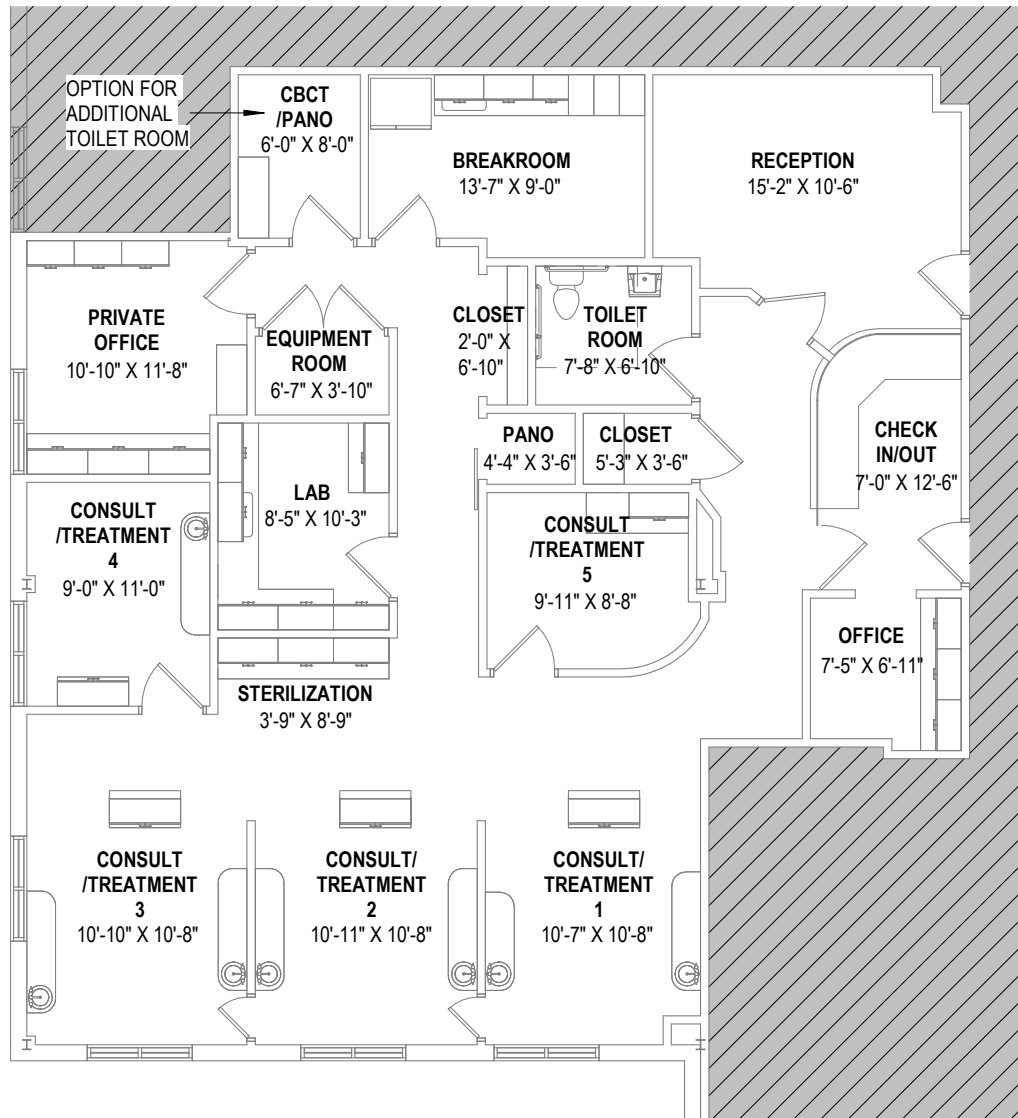 OPTION FOR
ADDITIONAL
TOILET ROOM
CBCT
/PANO
6'-0" X 8'-0"
BREAKROOM
13'-7" X 9'-0"
RECEPTION
15'-2" X 10'-6"
PRIVATE
OFFICE
10'-10" X 11'-8"
EQUIPMENT
ROOM
6'-7" X 3'-10"
CLOSET
2'-0" X
6'-10"
TOILET
ROOM
7'-8" X 6'-10"
PANO
4'-4" X 3'-6"
CLOSET
5'-3" X 3'-6"
CHECK
IN/OUT
7'-0" X 12'-6"
LAB
8'-5" X 10'-3"
CONSULT
/TREATMENT
4
9'-0" X 11'-0"
CONSULT
/TREATMENT
5
9'-11" X 8'-8"
OFFICE
7'-5" X 6'-11"
STERILIZATION
3'-9" X 8'-9"
CONSULT
/TREATMENT
3
10'-10" X 10'-8"
CONSULT/
TREATMENT
2
10'-11" X 10'-8"
CONSULT/
TREATMENT
1
10'-7" X 10'-8"